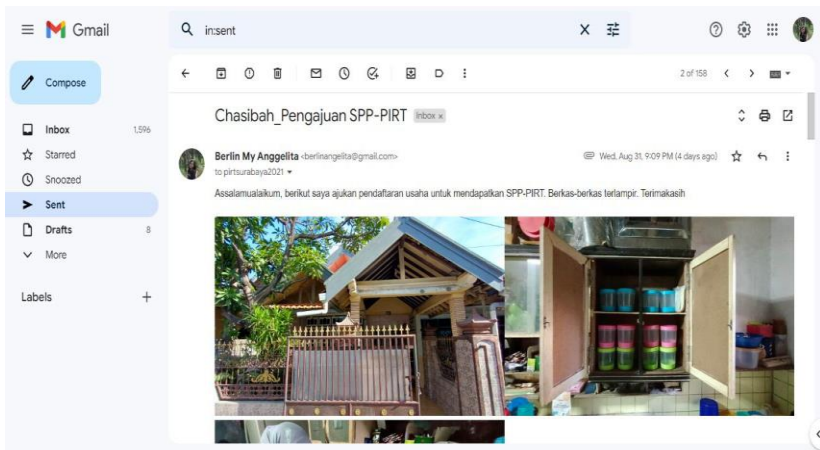 Gmail
in:sent
Compose
2 of 158
Inbox 1,596
Starred
Snoozed
Sent
Drafts 8
More
Labels
Chasibah_Pengajuan SPP-PIRT Inbox x
Berlin My Anggelita <berlinangelita@gmail.com> Wed, Aug 31, 9:09 PM (4 days ago)
to pirtsurabaya2021
Assalamualaikum, berikut saya ajukan pendaftaran usaha untuk mendapatkan SPP-PIRT. Berkas-berkas terlampir. Terimakasih